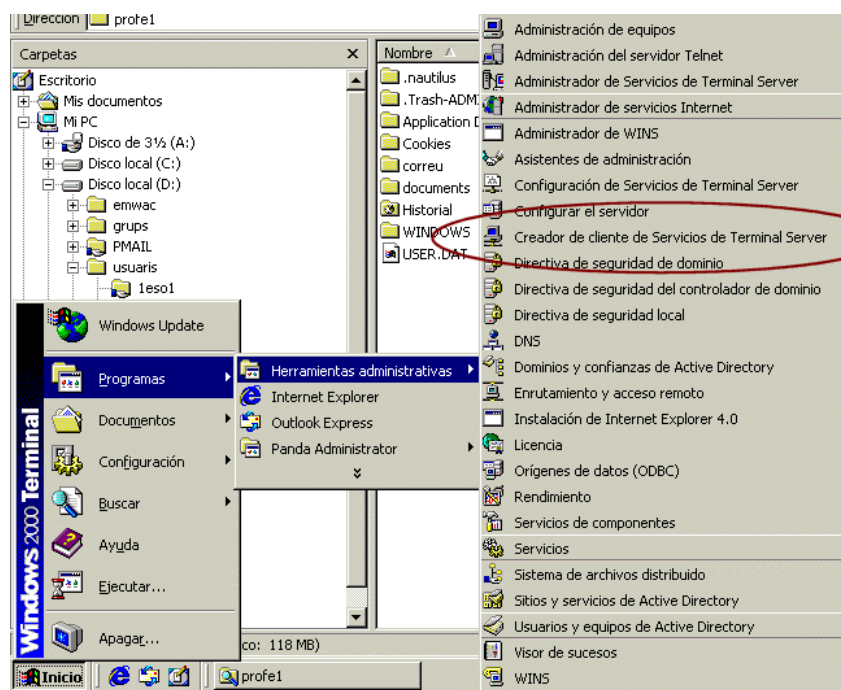 Dirección profe1
Carpetas
Escritorio
Mis documentos
Mi PC
Disco de 3½ (A:)
Disco local (C:)
Disco local (D:)
emwac
grups
PMAIL
usuaris
1eso1
Nombre
.nautilus
.Trash-ADM
Application D
Cookies
correu
documents
Historial
WINDOWS
USER.DAT
Windows 2000 Terminal
Windows Update
Programas
Documentos
Configuración
Buscar
Ayuda
Ejecutar...
Apagar...
Herramientas administrativas
Internet Explorer
Outlook Express
Panda Administrator
Administración de equipos
Administración del servidor Telnet
Administrador de Servicios de Terminal Server
Administrador de servicios Internet
Administrador de WINS
Asistentes de administración
Configuración de Servicios de Terminal Server
Configurar el servidor
Creador de cliente de Servicios de Terminal Server
Directiva de seguridad de dominio
Directiva de seguridad del controlador de dominio
Directiva de seguridad local
DNS
Dominios y confianzas de Active Directory
Enrutamiento y acceso remoto
Instalación de Internet Explorer 4.0
Licencia
Orígenes de datos (ODBC)
Rendimiento
Servicios de componentes
Servicios
Sistema de archivos distribuido
Sitios y servicios de Active Directory
Usuarios y equipos de Active Directory
Visor de sucesos
WINS
co: 118 MB)
Inicio
profe1